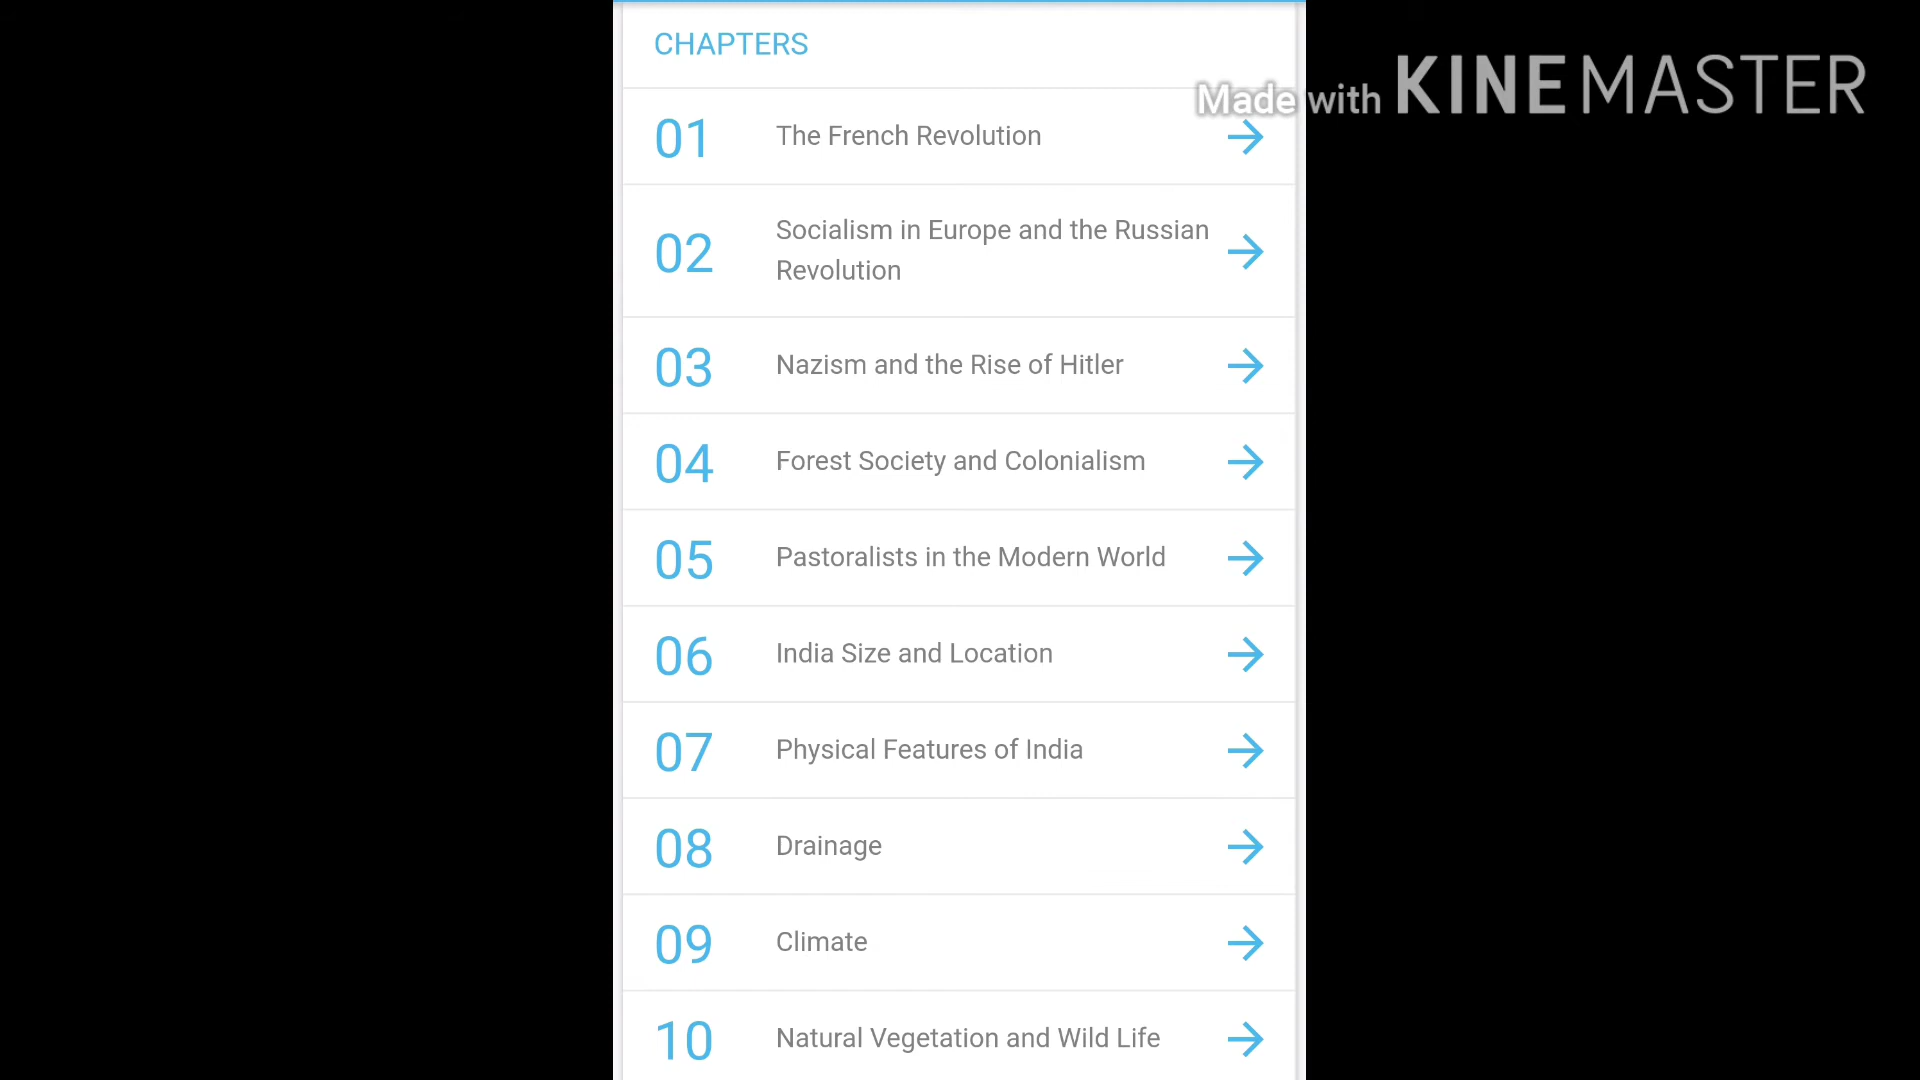 CHAPTERS
Made with KINEMASTER
01 The French Revolution
02 Socialism in Europe and the Russian
Revolution
03 Nazism and the Rise of Hitler
04 Forest Society and Colonialism
05 Pastoralists in the Modern World
06 India Size and Location
07 Physical Features of India
08 Drainage
09 Climate
10 Natural Vegetation and Wild Life